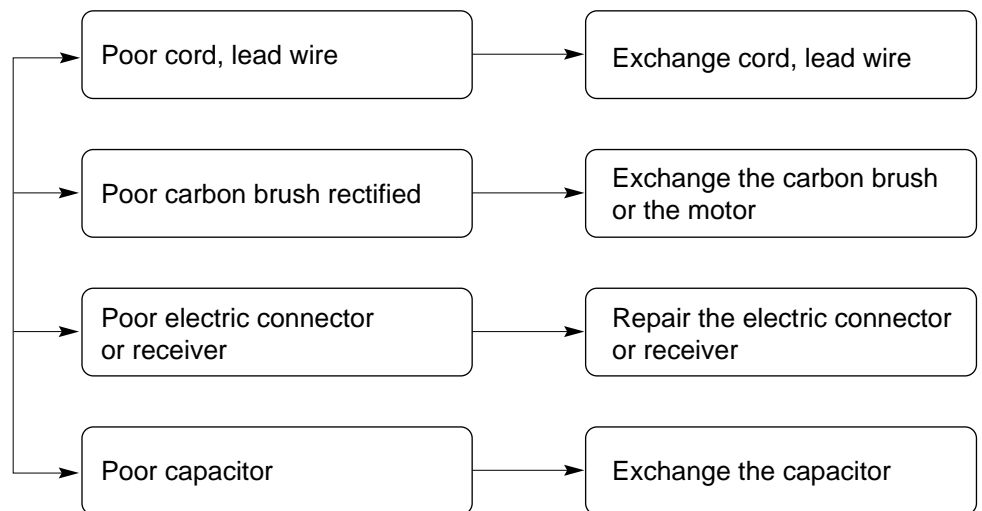 Poor cord, lead wire
Exchange cord, lead wire
Poor carbon brush rectified
Exchange the carbon brush
or the motor
Poor electric connector
or receiver
Repair the electric connector
or receiver
Poor capacitor
Exchange the capacitor